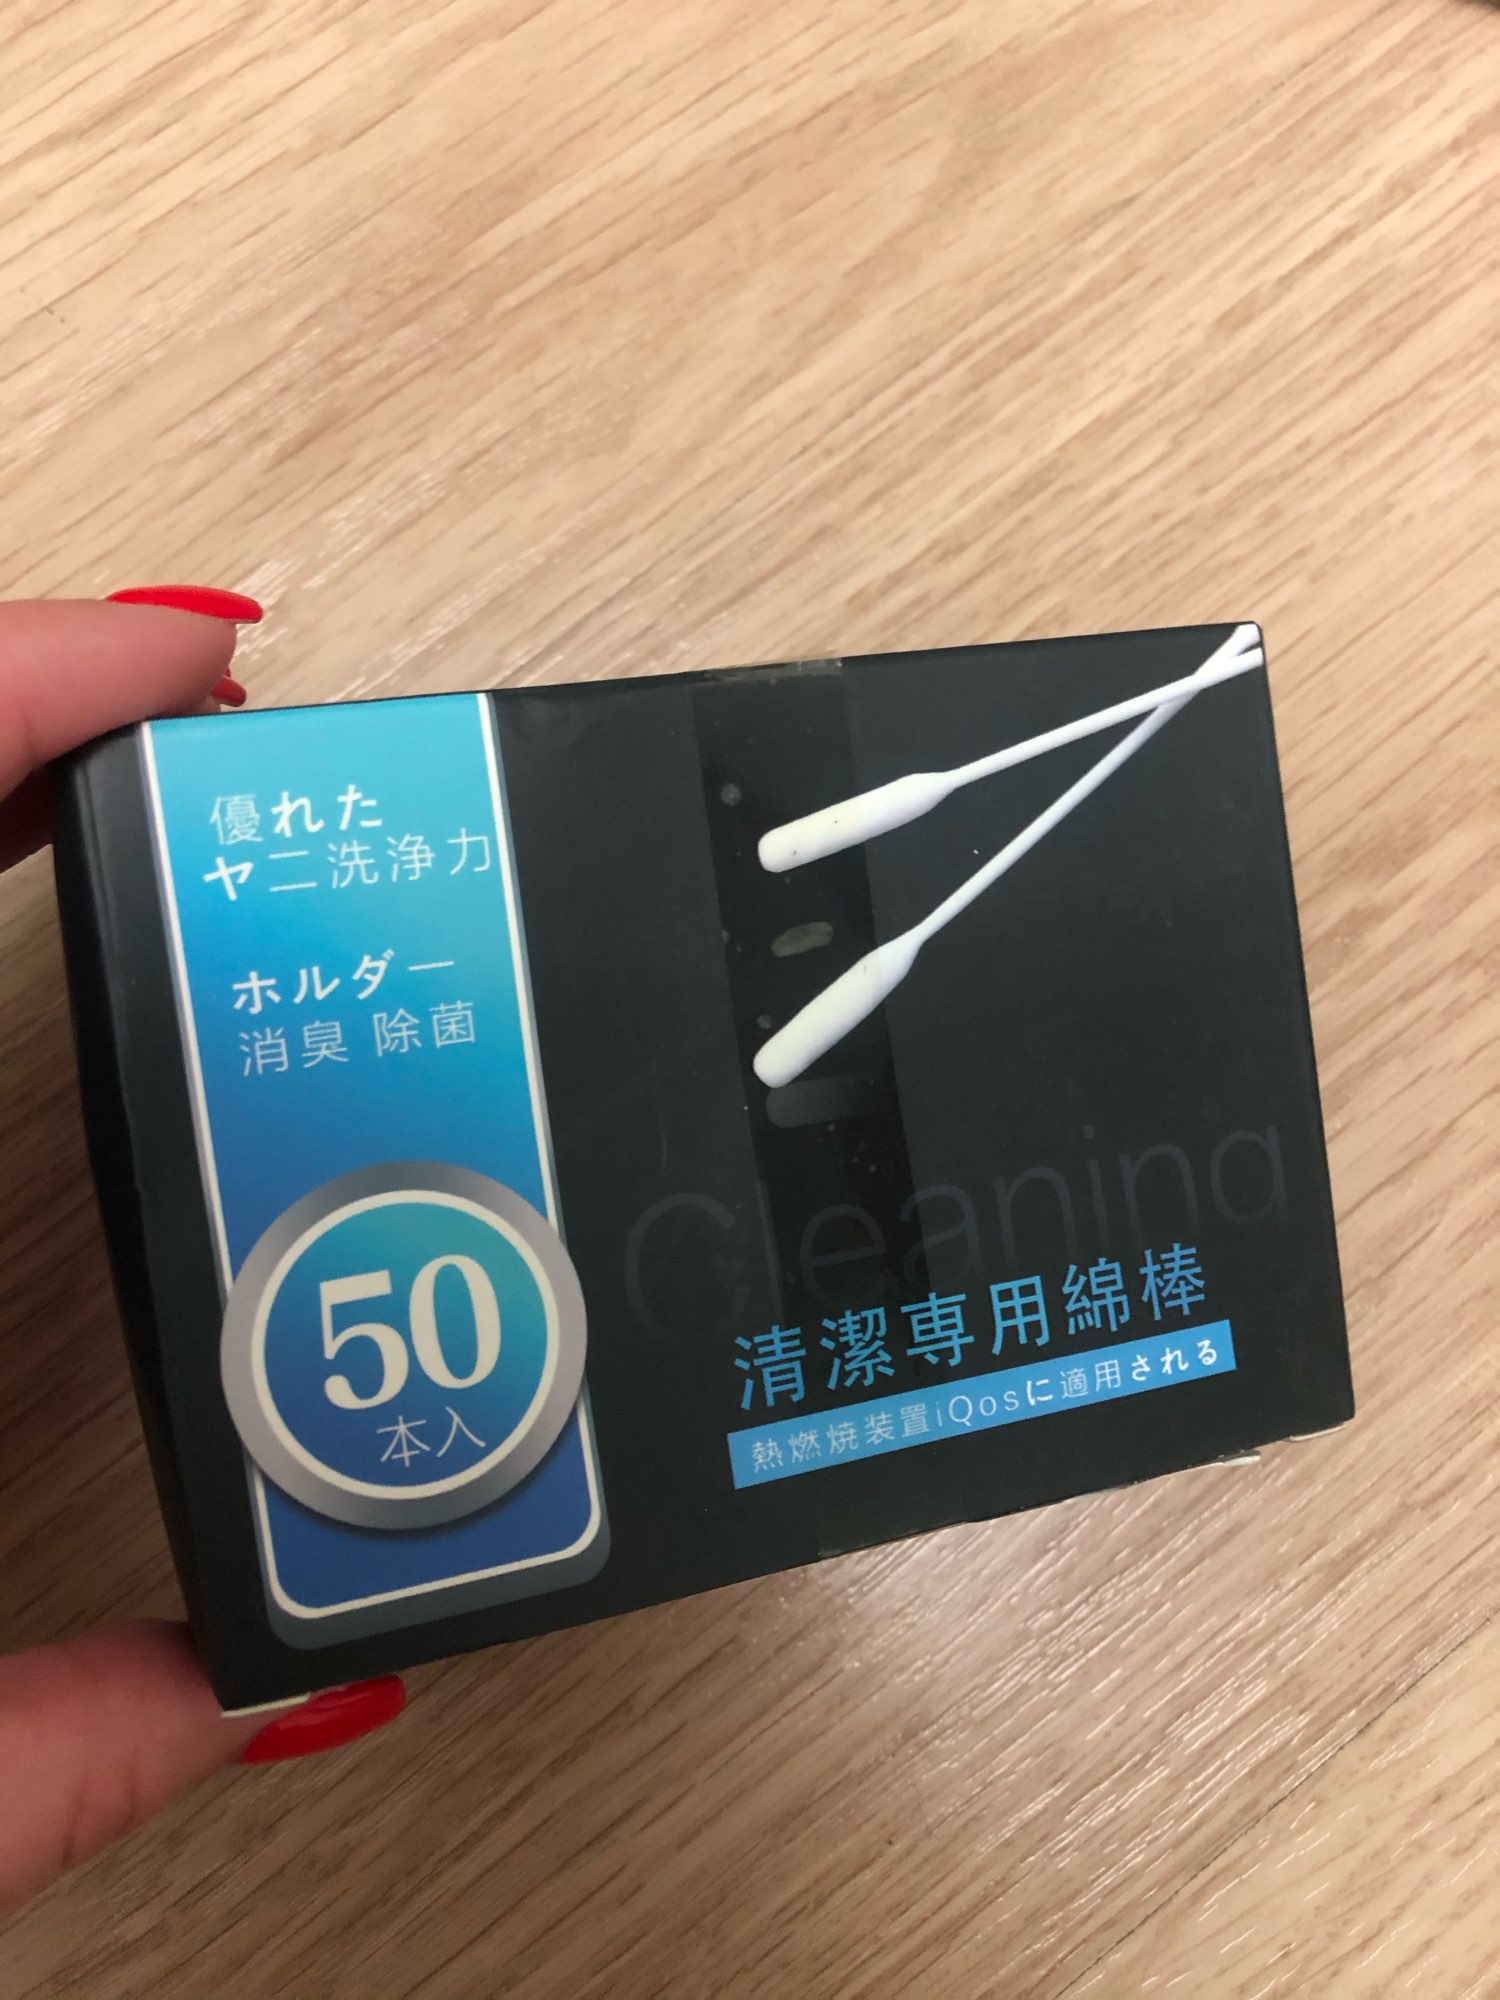 優れた
ヤニ洗浄力
ホルダー
消臭 除菌
50
本入
Cleaning
清潔専用綿棒
熱燃焼装置iQosに適用される